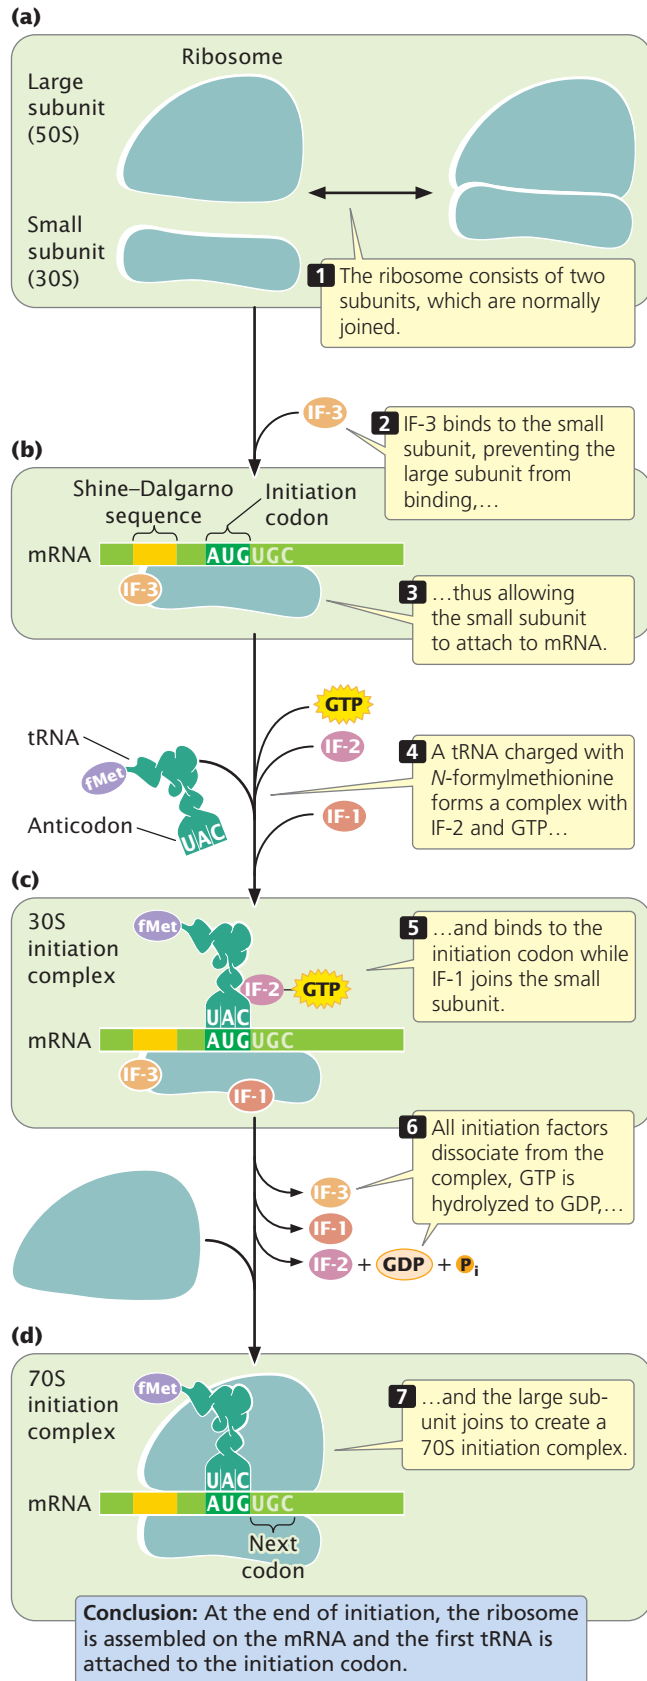 (a)
Ribosome
Large
subunit
(50S)
Small
subunit
(30S)
1 The ribosome consists of two
subunits, which are normally
joined.
IF-3
2 IF-3 binds to the small
subunit, preventing the
large subunit from
binding,…
(b)
Shine–Dalgarno
sequence
Initiation
codon
mRNA
AUGUGC
IF-3
3 …thus allowing
the small subunit
to attach to mRNA.
GTP
IF-2
IF-1
tRNA
fMet
Anticodon
UAC
4 A tRNA charged with
N-formylmethionine
forms a complex with
IF-2 and GTP…
(c)
30S
initiation
complex
fMet
IF-2
GTP
UAC
mRNA
AUGUGC
IF-3
IF-1
5 …and binds to the
initiation codon while
IF-1 joins the small
subunit.
6 All initiation factors
dissociate from the
complex, GTP is
hydrolyzed to GDP,…
IF-3
IF-1
IF-2 + GDP + Pi
(d)
70S
initiation
complex
fMet
UAC
mRNA
AUGUGC
Next
codon
7 …and the large sub-
unit joins to create a
70S initiation complex.
Conclusion: At the end of initiation, the ribosome
is assembled on the mRNA and the first tRNA is
attached to the initiation codon.